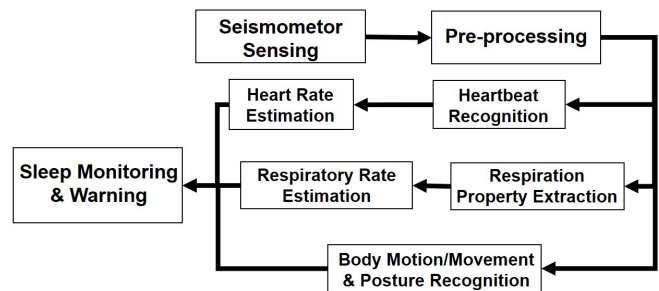 Seismometor
Sensing
Pre-processing
Heart Rate
Estimation
Heartbeat
Recognition
Sleep Monitoring
& Warning
Respiratory Rate
Estimation
Respiration
Property Extraction
Body Motion/Movement
& Posture Recognition